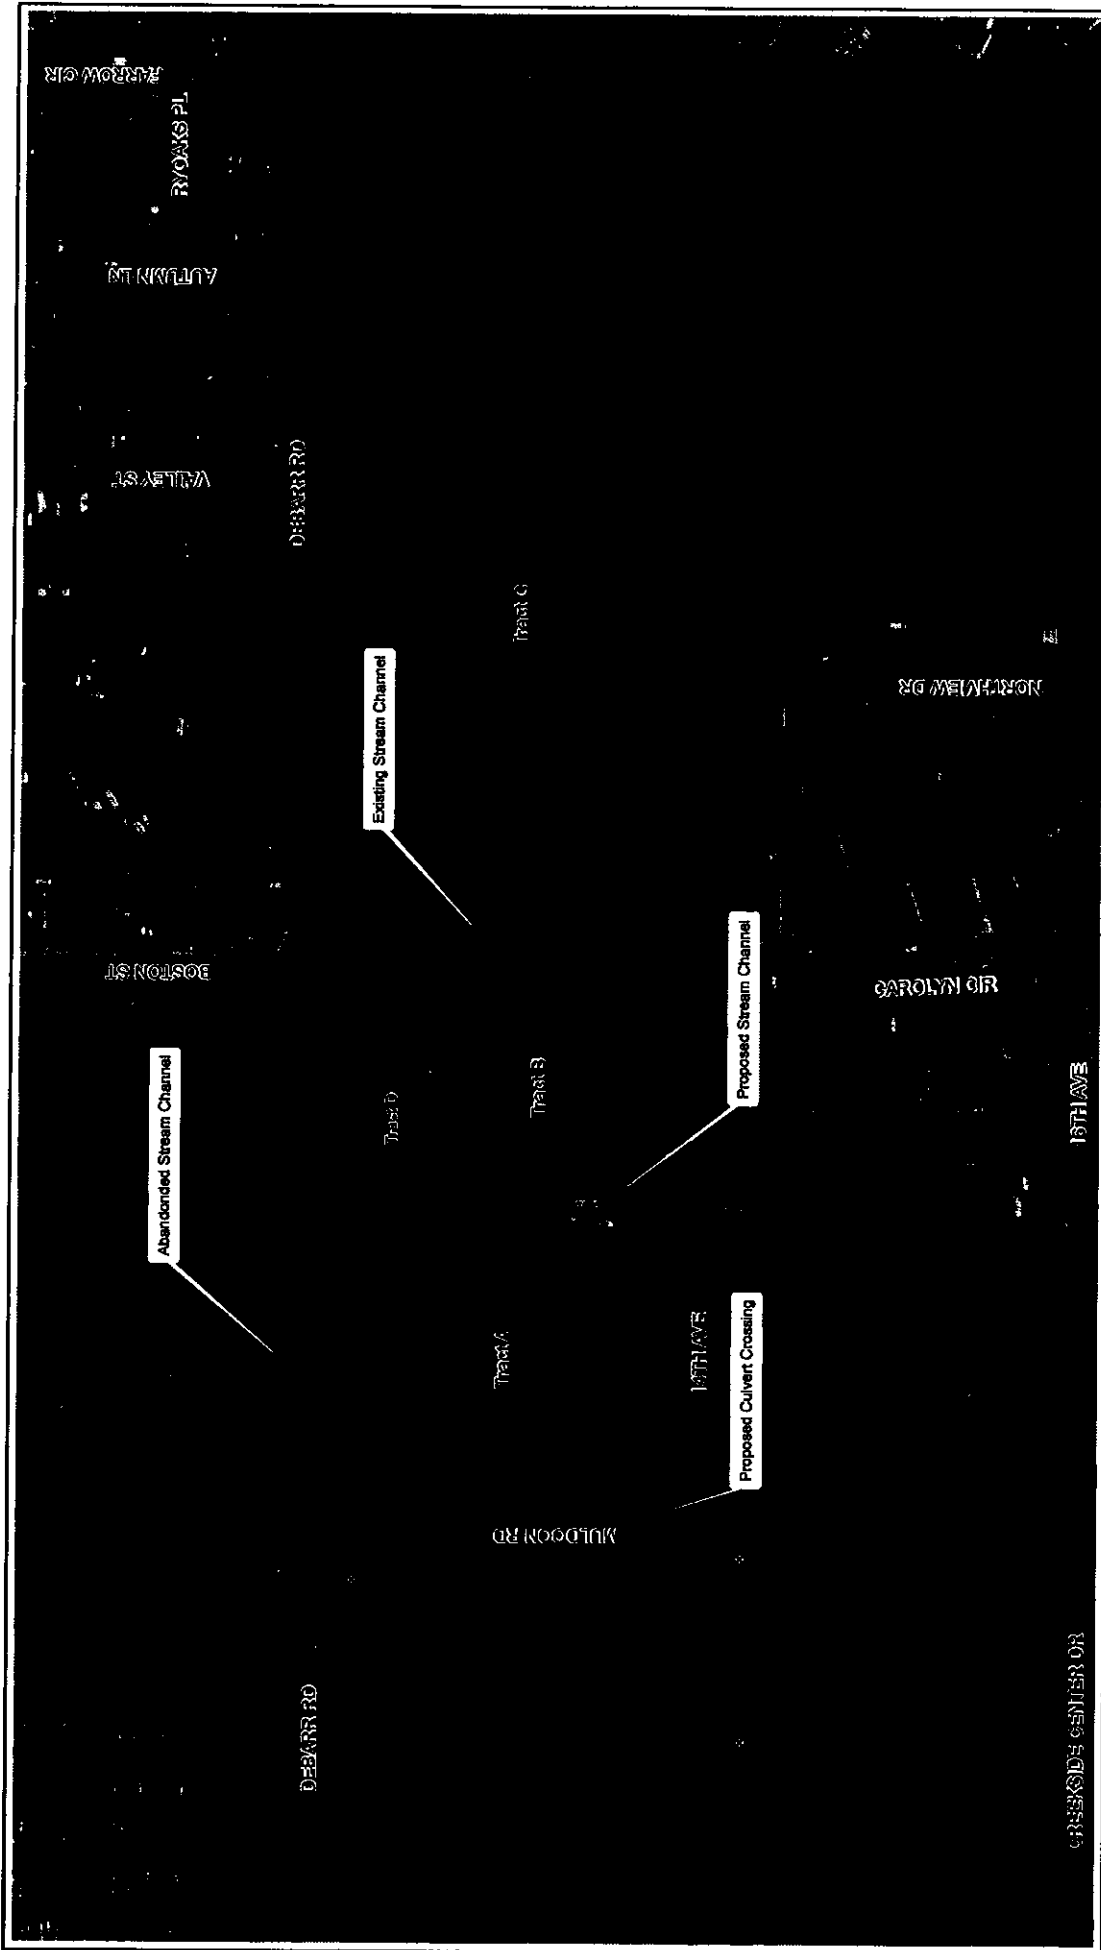 FARROW CIR
RYOAKS PL
AUTUMN LN
VALLEY ST
DEBARR RD
Tract C
Existing Stream Channel
NORTHVIEW DR
BOSTON ST
Abandonded Stream Channel
Tract D
Tract B
Proposed Stream Channel
CAROLYN CIR
16TH AVE
Tract A
14TH AVE
Proposed Culvert Crossing
MULDOON RD
DEBARR RD
CREEKSIDE CENTER DR